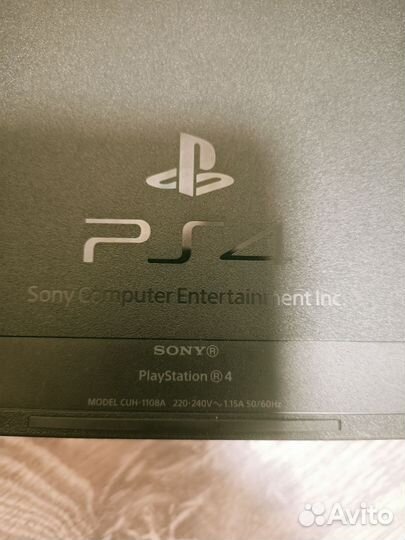 PS4
Sony Computer Entertainment Inc.
SONY®
PlayStation ® 4
MODEL CUH-1108A 220-240V~ 1.15A 50/60Hz
Avito